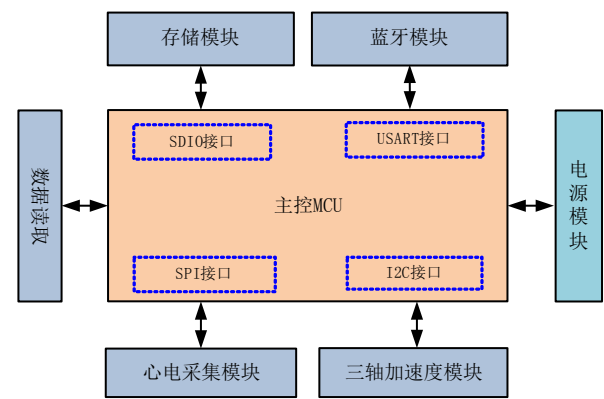 存储模块
蓝牙模块
SDIO接口
USART接口
数据读取
主控MCU
电源模块
SPI接口
I2C接口
心电采集模块
三轴加速度模块